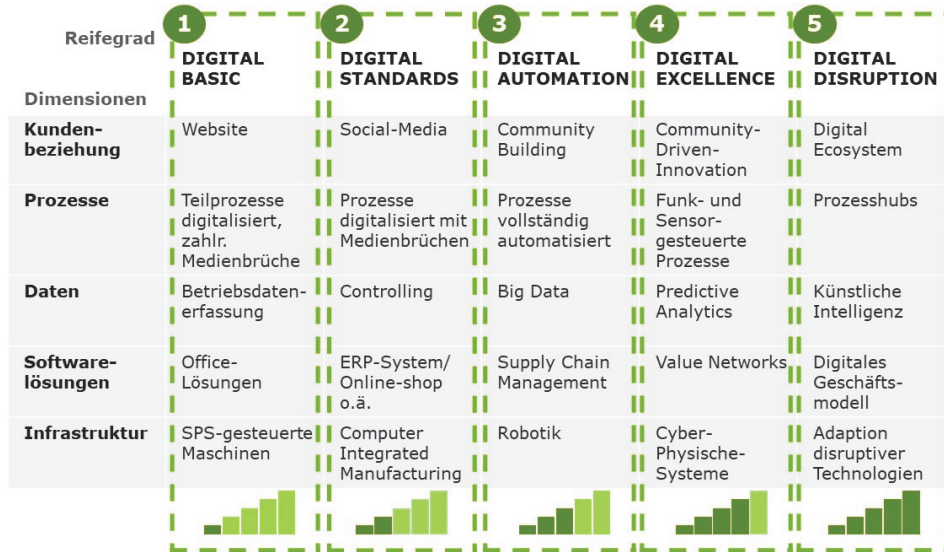 Reifegrad
1
DIGITAL
BASIC
2
DIGITAL
STANDARDS
3
DIGITAL
AUTOMATION
4
DIGITAL
EXCELLENCE
5
DIGITAL
DISRUPTION
Dimensionen
Kunden-
beziehung
Website
Social-Media
Community
Building
Community-
Driven-
Innovation
Digital
Ecosystem
Prozesse
Teilprozesse
digitalisiert,
zahlr.
Medienbrüche
Prozesse
digitalisiert mit
Medienbrüchen
Prozesse
vollständig
automatisiert
Funk- und
Sensor-
gesteuerte
Prozesse
Prozesshubs
Daten
Betriebsdaten-
erfassung
Controlling
Big Data
Predictive
Analytics
Künstliche
Intelligenz
Software-
lösungen
Office-
Lösungen
ERP-System/
Online-shop
o.ä.
Supply Chain
Management
Value Networks
Digitales
Geschäfts-
modell
Infrastruktur
SPS-gesteuerte
Maschinen
Computer
Integrated
Manufacturing
Robotik
Cyber-
Physische-
Systeme
Adaption
disruptiver
Technologien